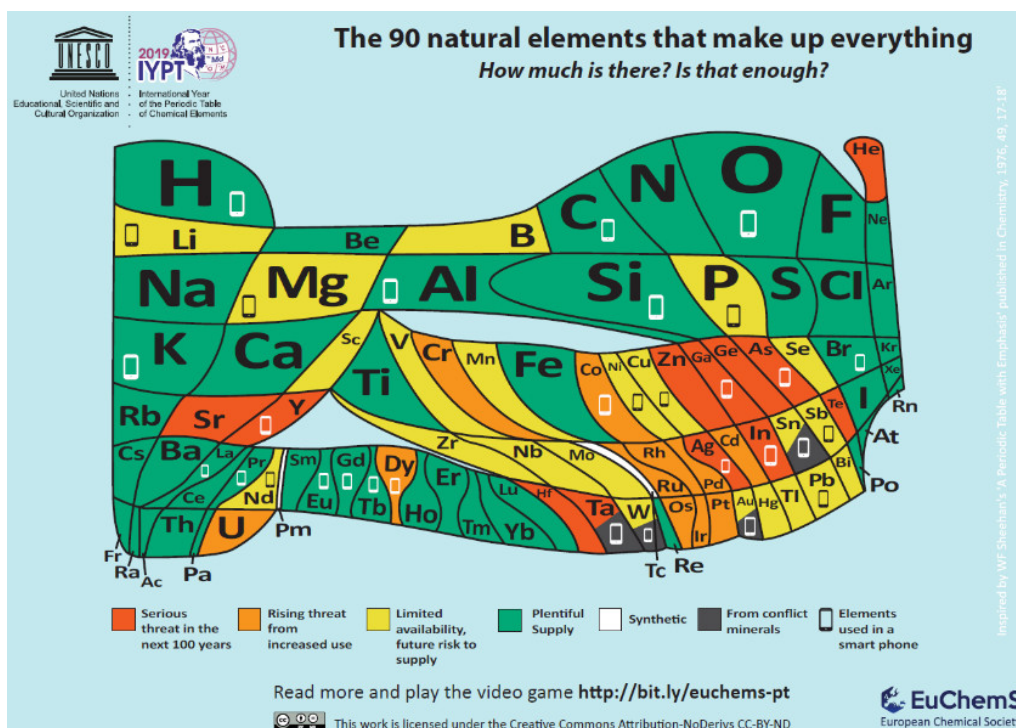 UNESCO
2019
IYPT
Md
United Nations
Educational, Scientific and
Cultural Organization
International Year
of the Periodic Table
of Chemical Elements
The 90 natural elements that make up everything
How much is there? Is that enough?
H
He
Li
Be
B
C
N
O
F
Ne
Na
Mg
Al
Si
P
S
Cl
Ar
K
Ca
Sc
Ti
V
Cr
Mn
Fe
Co
Ni
Cu
Zn
Ga
Ge
As
Se
Br
Kr
Rb
Sr
Y
Zr
Nb
Mo
Tc
Ru
Rh
Pd
Ag
Cd
In
Sn
Sb
Te
I
Xe
Cs
Ba
La
Ce
Pr
Nd
Pm
Sm
Eu
Gd
Tb
Dy
Ho
Er
Tm
Yb
Lu
Hf
Ta
W
Re
Os
Ir
Pt
Au
Hg
Tl
Pb
Bi
Po
At
Rn
Fr
Ra
Ac
Th
Pa
U
Serious
threat in the
next 100 years
Rising threat
from
increased use
Limited
availability,
future risk to
supply
Plentiful
Supply
Synthetic
From conflict
minerals
Elements
used in a
smart phone
Read more and play the video game http://bit.ly/euchems-pt
EuChemS
European Chemical Society
cc
This work is licensed under the Creative Commons Attribution-NoDerivs CC-BY-ND
Inspired by WF Sheehan's 'A Periodic Table with Emphasis' published in Chemistry, 1976, 49, 17-18'